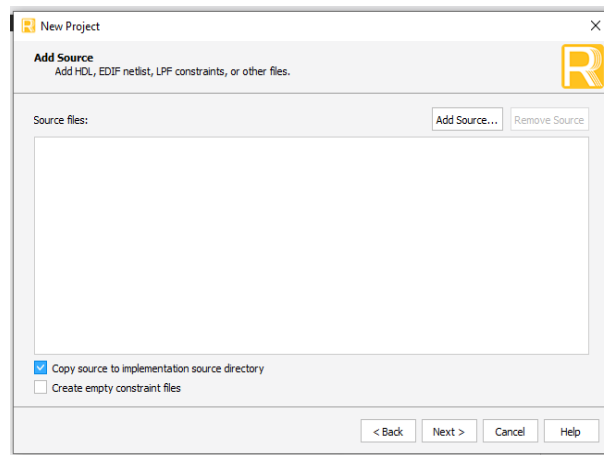 New Project
Add Source
Add HDL, EDIF netlist, LPF constraints, or other files.
Source files:
Add Source...
Remove Source
Copy source to implementation source directory
Create empty constraint files
< Back
Next >
Cancel
Help